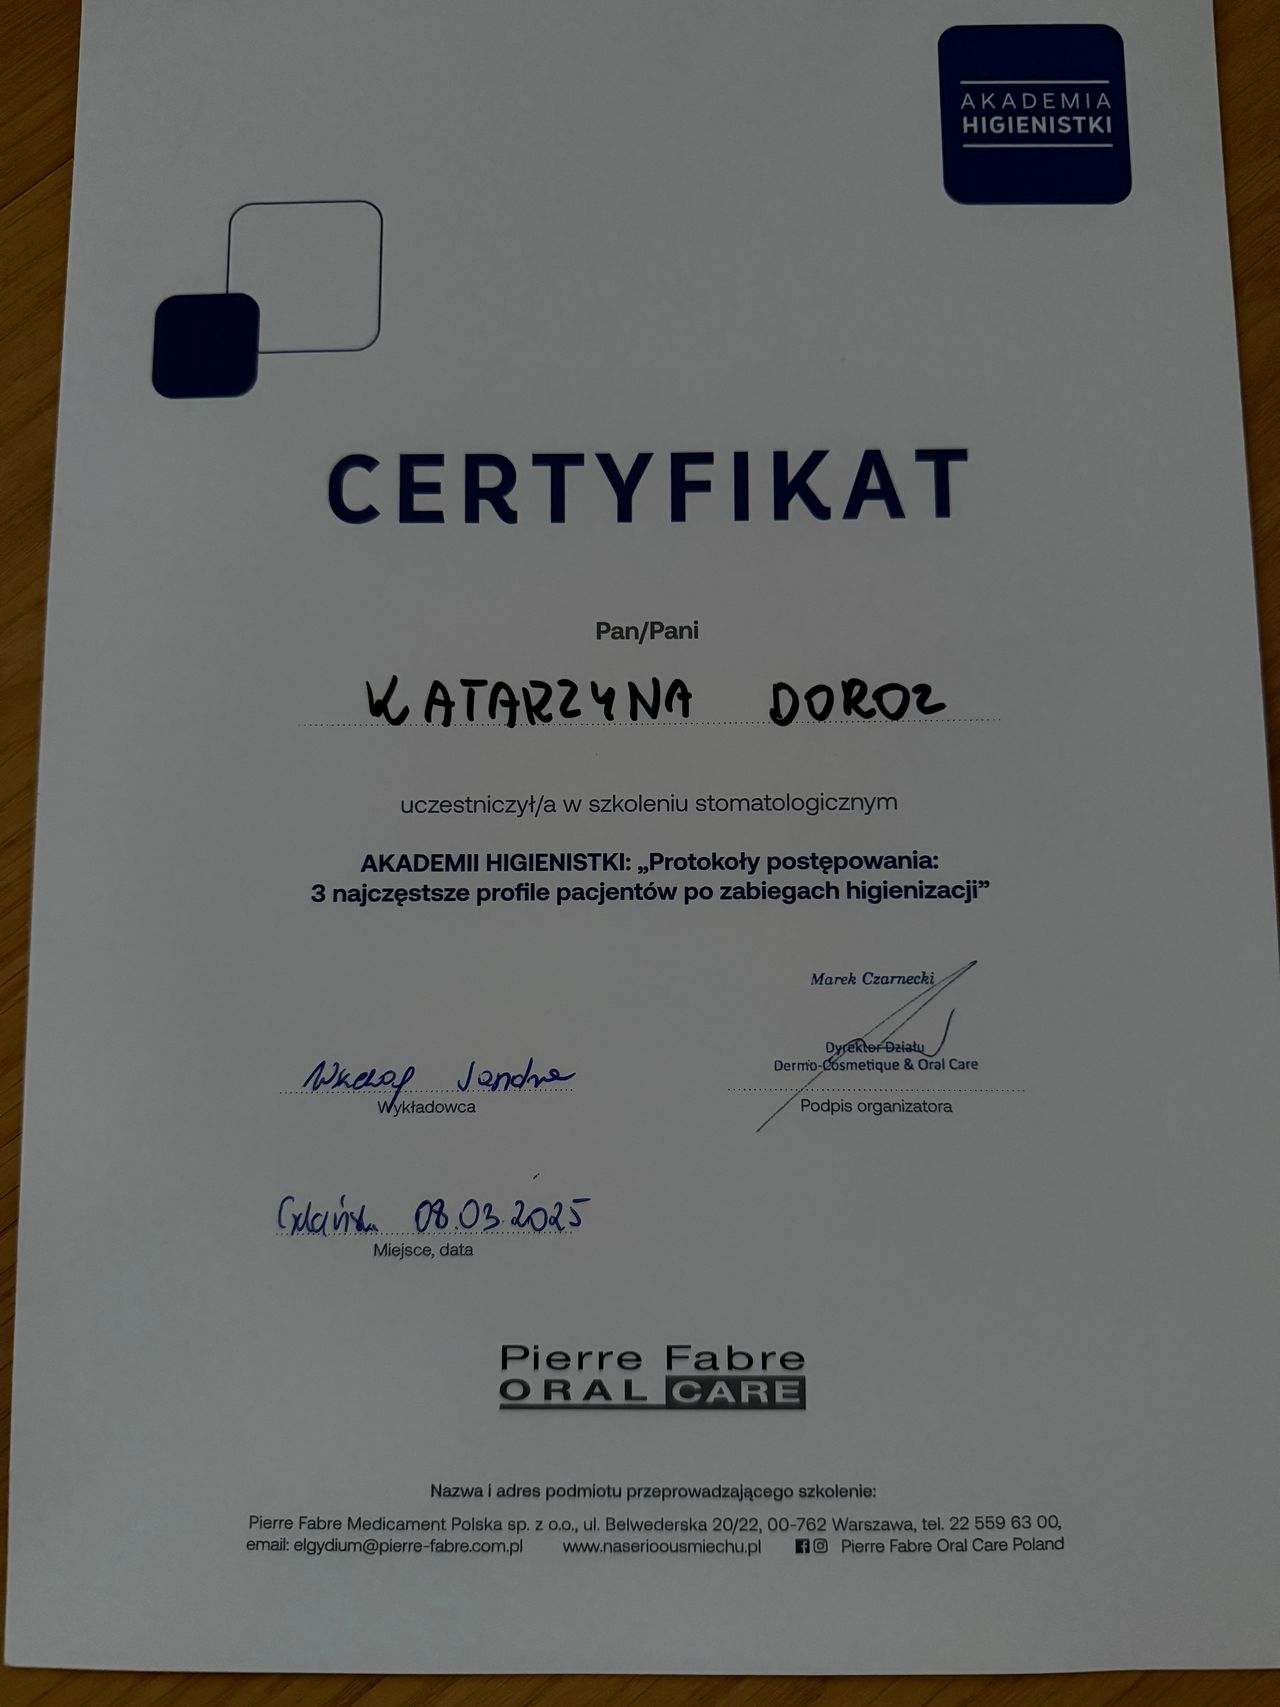 AKADEMIA
HIGIENISTKI
CERTYFIKAT
Pan/Pani
KATARZYNA DOROZ
uczestniczył/a w szkoleniu stomatologicznym
AKADEMII HIGIENISTKI: „Protokoły postępowania:
3 najczęstsze profile pacjentów po zabiegach higienizacji”
Marek Czarnecki
Dyrektor Działu
Dermo-Cosmetique & Oral Care
Wykładowca
Podpis organizatora
Gdańsk 08.03.2025
Miejsce, data
Pierre Fabre
ORAL CARE
Nazwa i adres podmiotu przeprowadzającego szkolenie:
Pierre Fabre Medicament Polska sp. z o.o., ul. Belwederska 20/22, 00-762 Warszawa, tel. 22 559 63 00,
email: elgydium@pierre-fabre.com.pl www.naserioousmiechu.pl Pierre Fabre Oral Care Poland